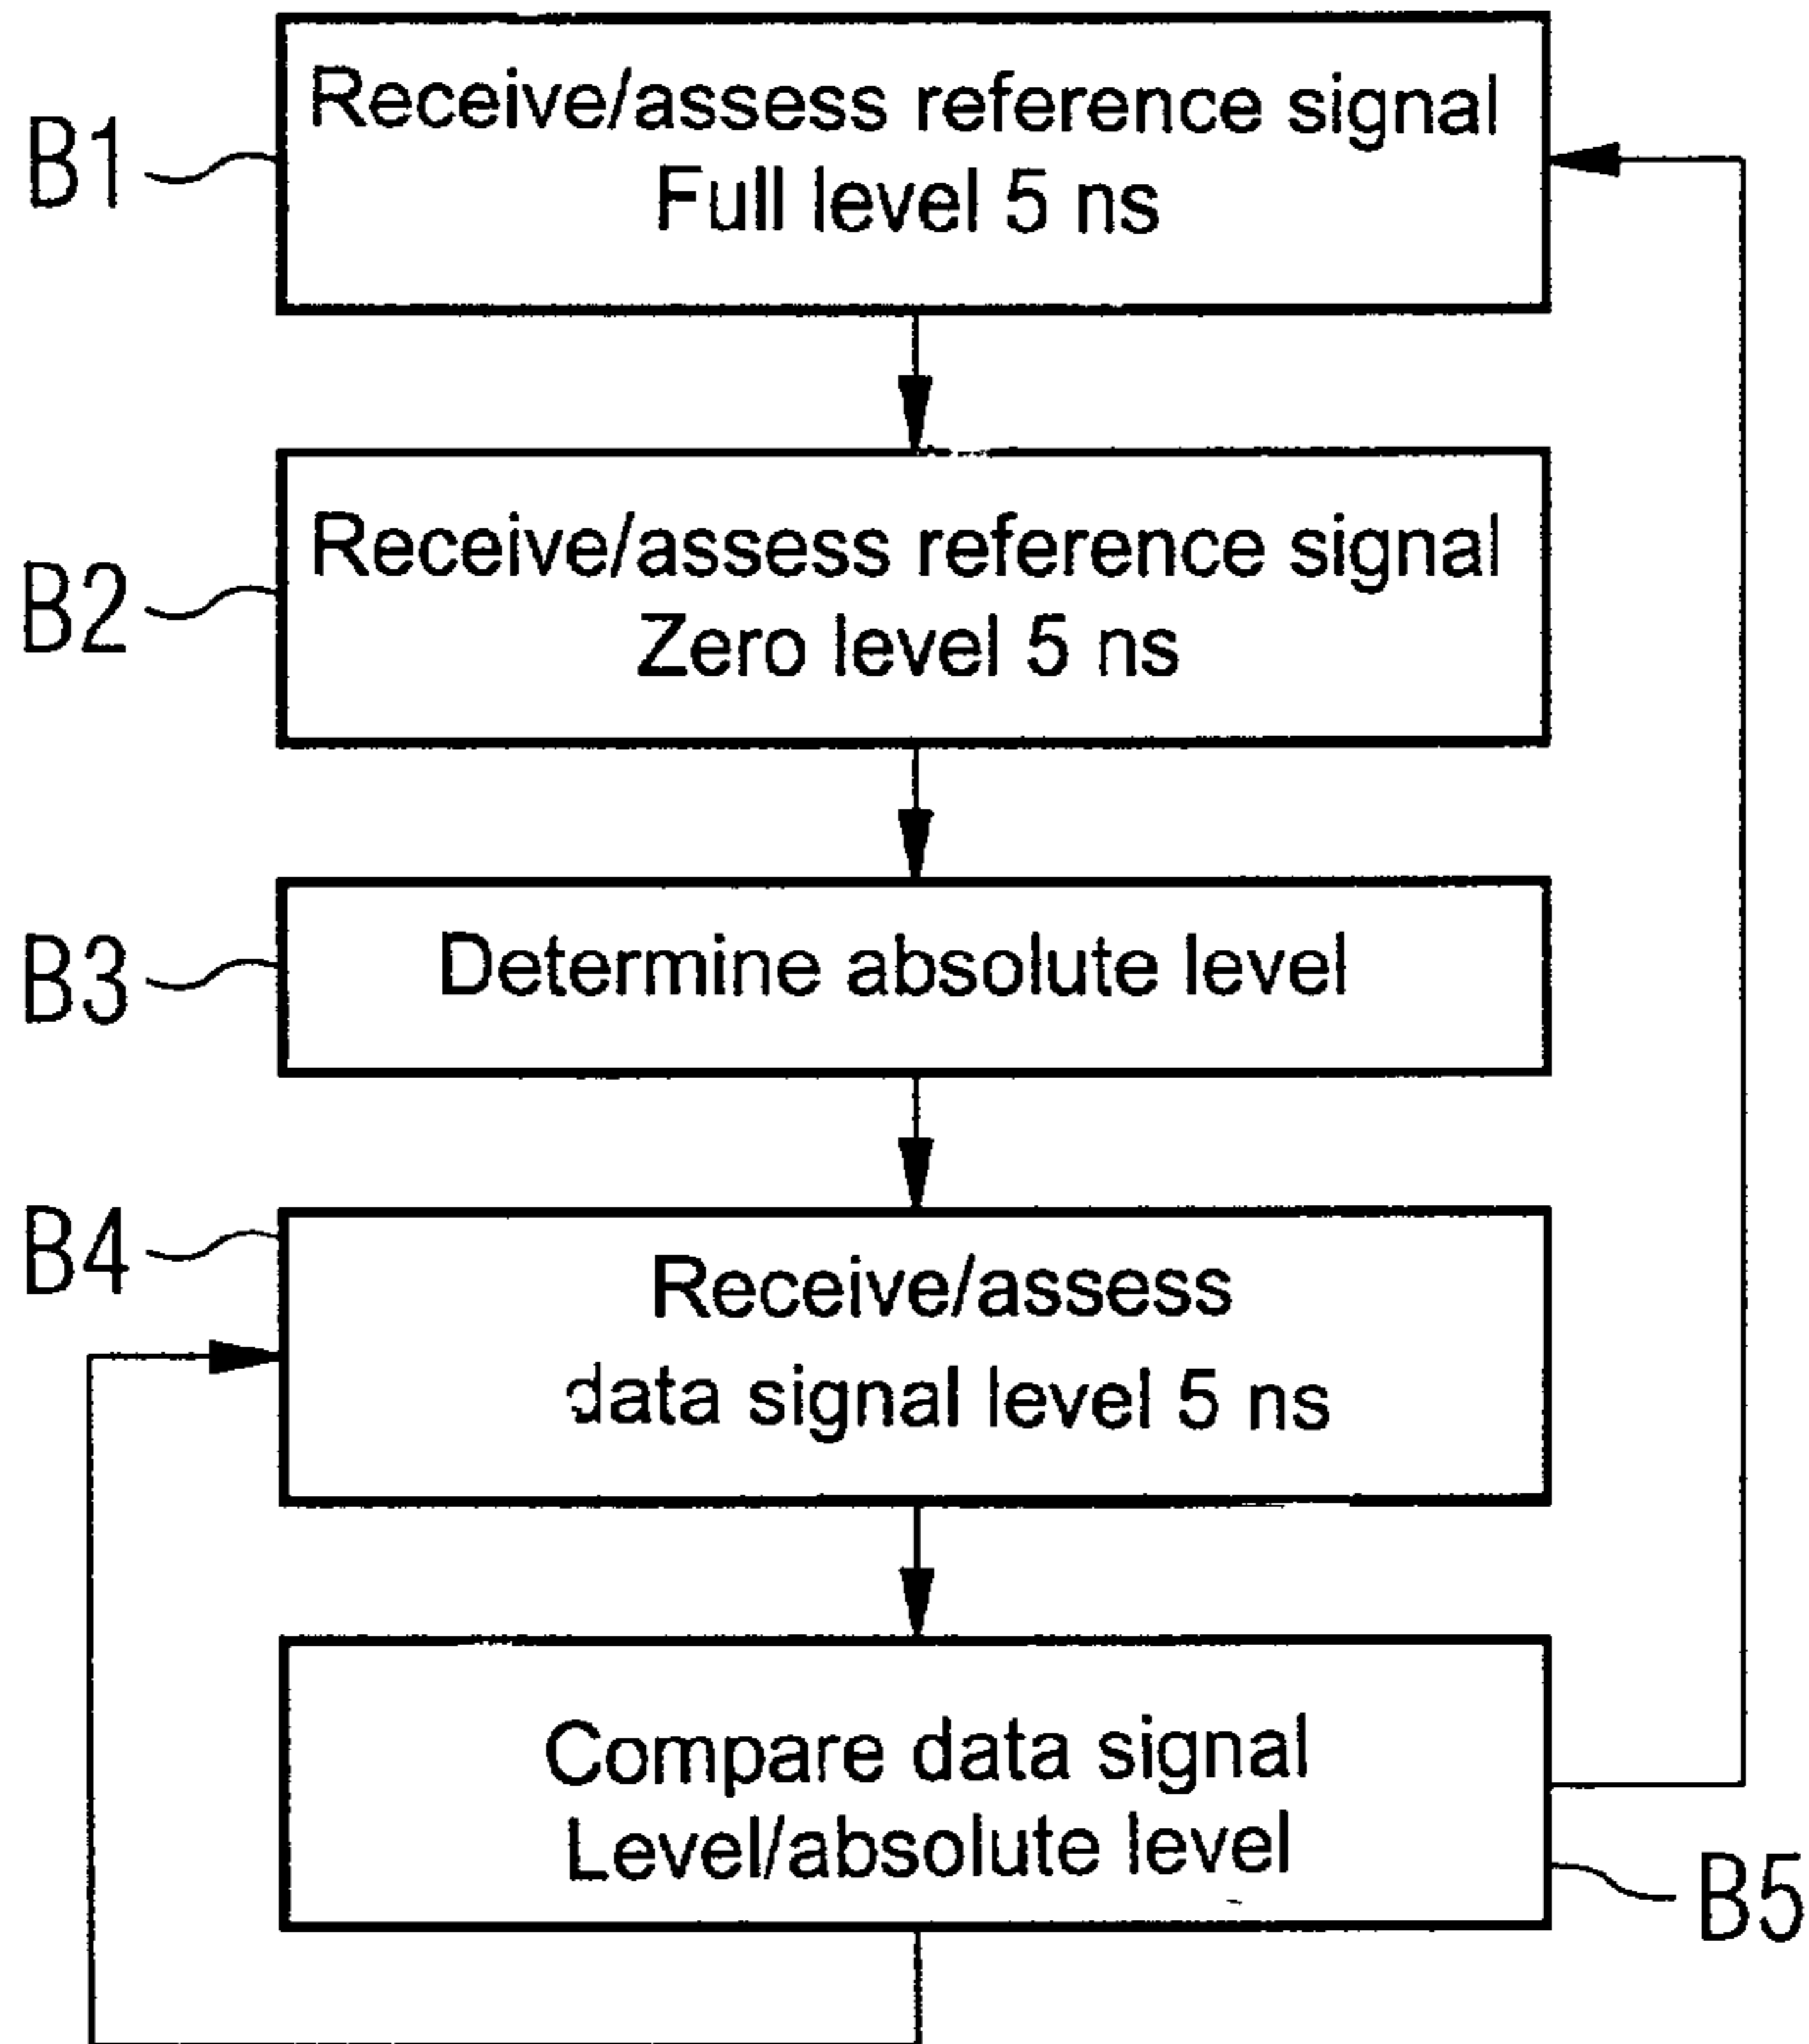 B1
Receive/assess reference signal
Full level 5 ns
B2
Receive/assess reference signal
Zero level 5 ns
B3
Determine absolute level
B4
Receive/assess
data signal level 5 ns
Compare data signal
Level/absolute level
B5